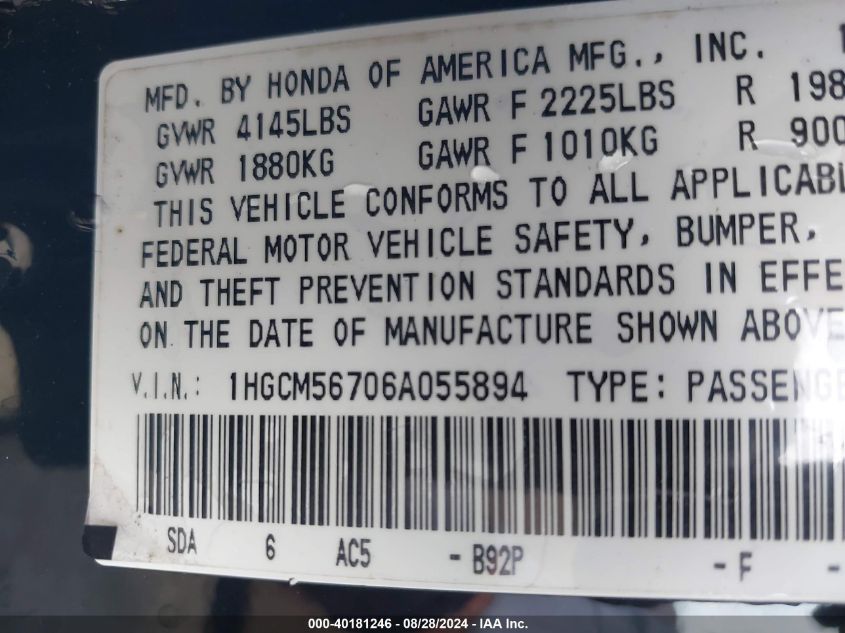 MFD. BY HONDA OF AMERICA MFG., INC.
GVWR 4145LBS GAWR F 2225LBS R 198
GVWR 1880KG GAWR F 1010KG R 900
THIS VEHICLE CONFORMS TO ALL APPLICABL
FEDERAL MOTOR VEHICLE SAFETY, BUMPER,
AND THEFT PREVENTION STANDARDS IN EFFE
ON THE DATE OF MANUFACTURE SHOWN ABOVE
V.I.N.: 1HGCM56706A055894 TYPE: PASSENGE
SDA 6 AC5 - B92P - F -
000-40181246 - 08/28/2024 - IAA Inc.